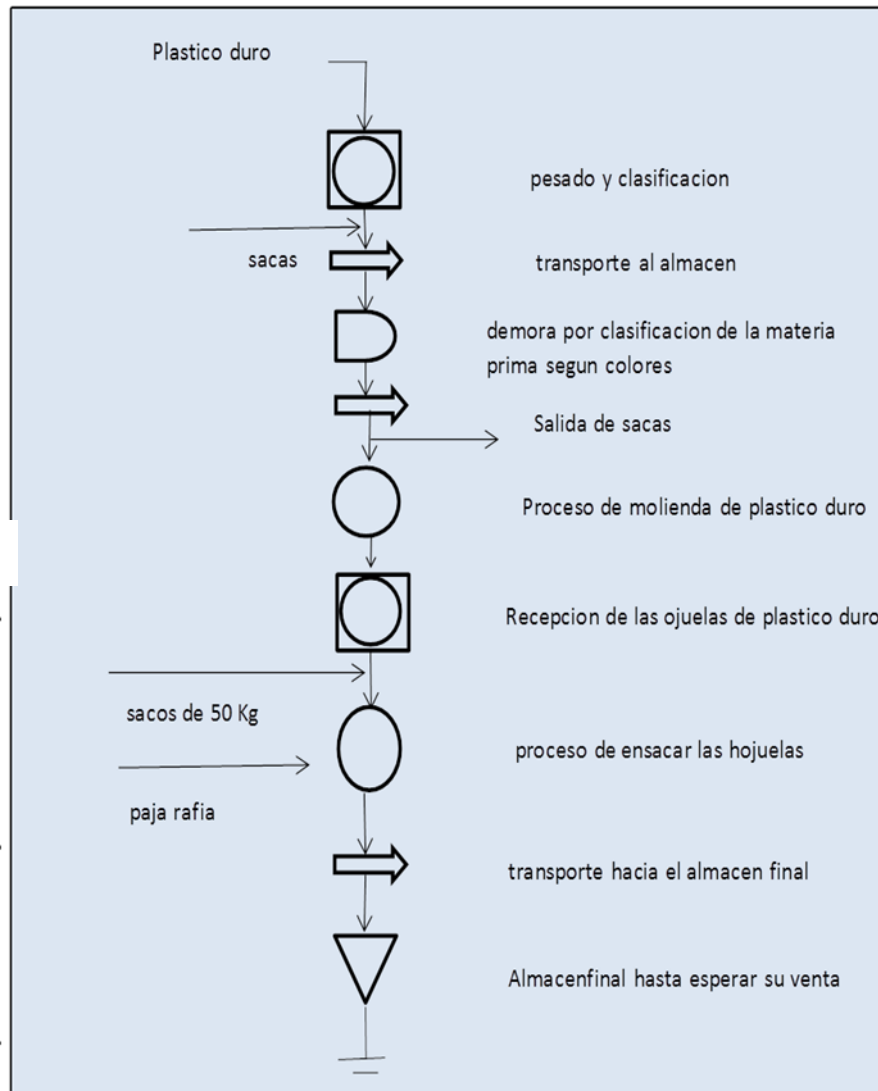 Plastico duro
pesado y clasificacion
sacas
transporte al almacen
demora por clasificacion de la materia
prima segun colores
Salida de sacas
Proceso de molienda de plastico duro
Recepcion de las ojuelas de plastico duro
sacos de 50 Kg
proceso de ensacar las hojuelas
paja rafia
transporte hacia el almacen final
Almacenfinal hasta esperar su venta